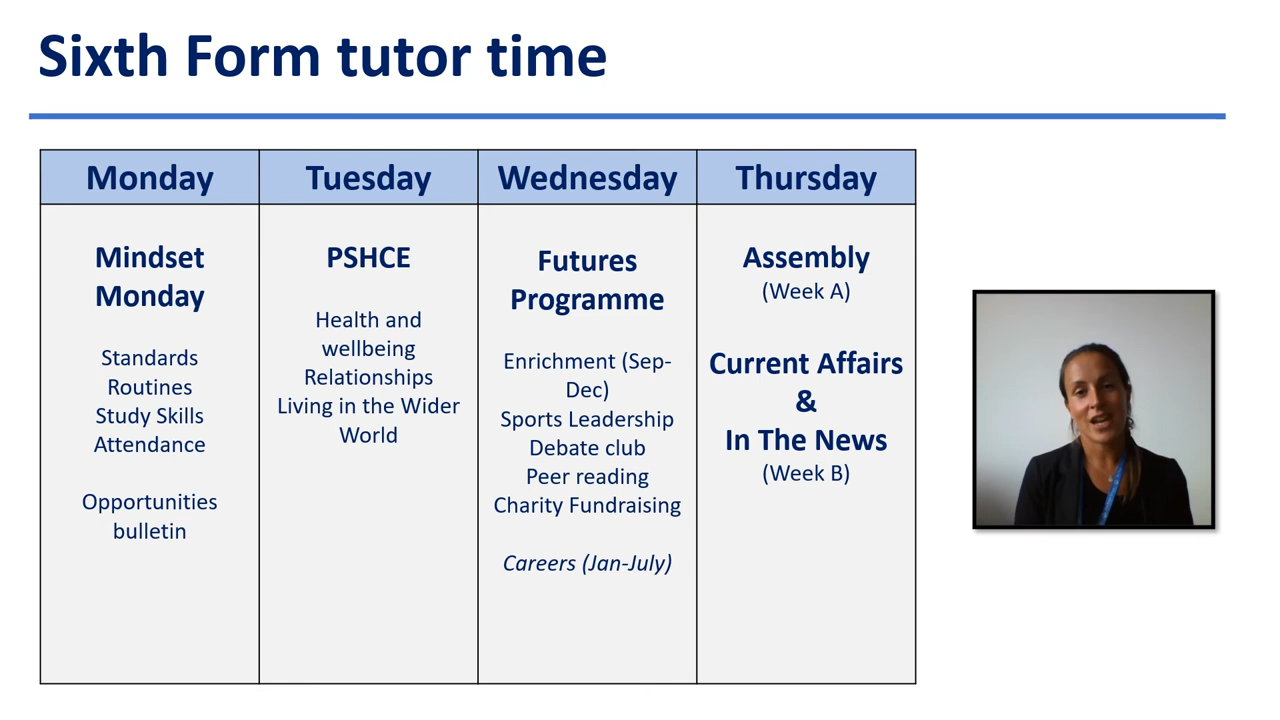 Sixth Form tutor time
Monday
Tuesday
Wednesday
Thursday
Mindset
Monday
Standards
Routines
Study Skills
Attendance
Opportunities
bulletin
PSHCE
Health and
wellbeing
Relationships
Living in the Wider
World
Futures
Programme
Enrichment (Sep-
Dec)
Sports Leadership
Debate club
Peer reading
Charity Fundraising
Careers (Jan-July)
Assembly
(Week A)
Current Affairs
&
In The News
(Week B)